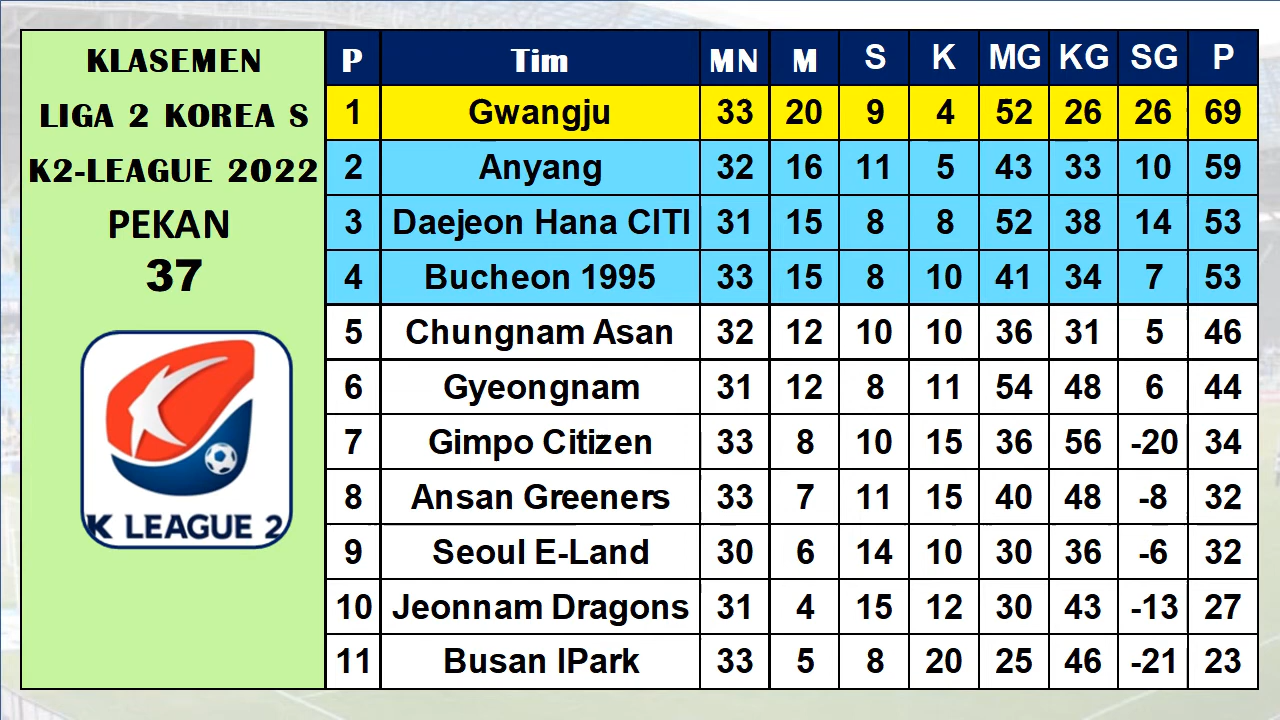 KLASEMEN
LIGA 2 KOREA S
K2-LEAGUE 2022
PEKAN
37
K LEAGUE 2
P Tim MN M S K MG KG SG P
1 Gwangju 33 20 9 4 52 26 26 69
2 Anyang 32 16 11 5 43 33 10 59
3 Daejeon Hana CITI 31 15 8 8 52 38 14 53
4 Bucheon 1995 33 15 8 10 41 34 7 53
5 Chungnam Asan 32 12 10 10 36 31 5 46
6 Gyeongnam 31 12 8 11 54 48 6 44
7 Gimpo Citizen 33 8 10 15 36 56 -20 34
8 Ansan Greeners 33 7 11 15 40 48 -8 32
9 Seoul E-Land 30 6 14 10 30 36 -6 32
10 Jeonnam Dragons 31 4 15 12 30 43 -13 27
11 Busan IPark 33 5 8 20 25 46 -21 23